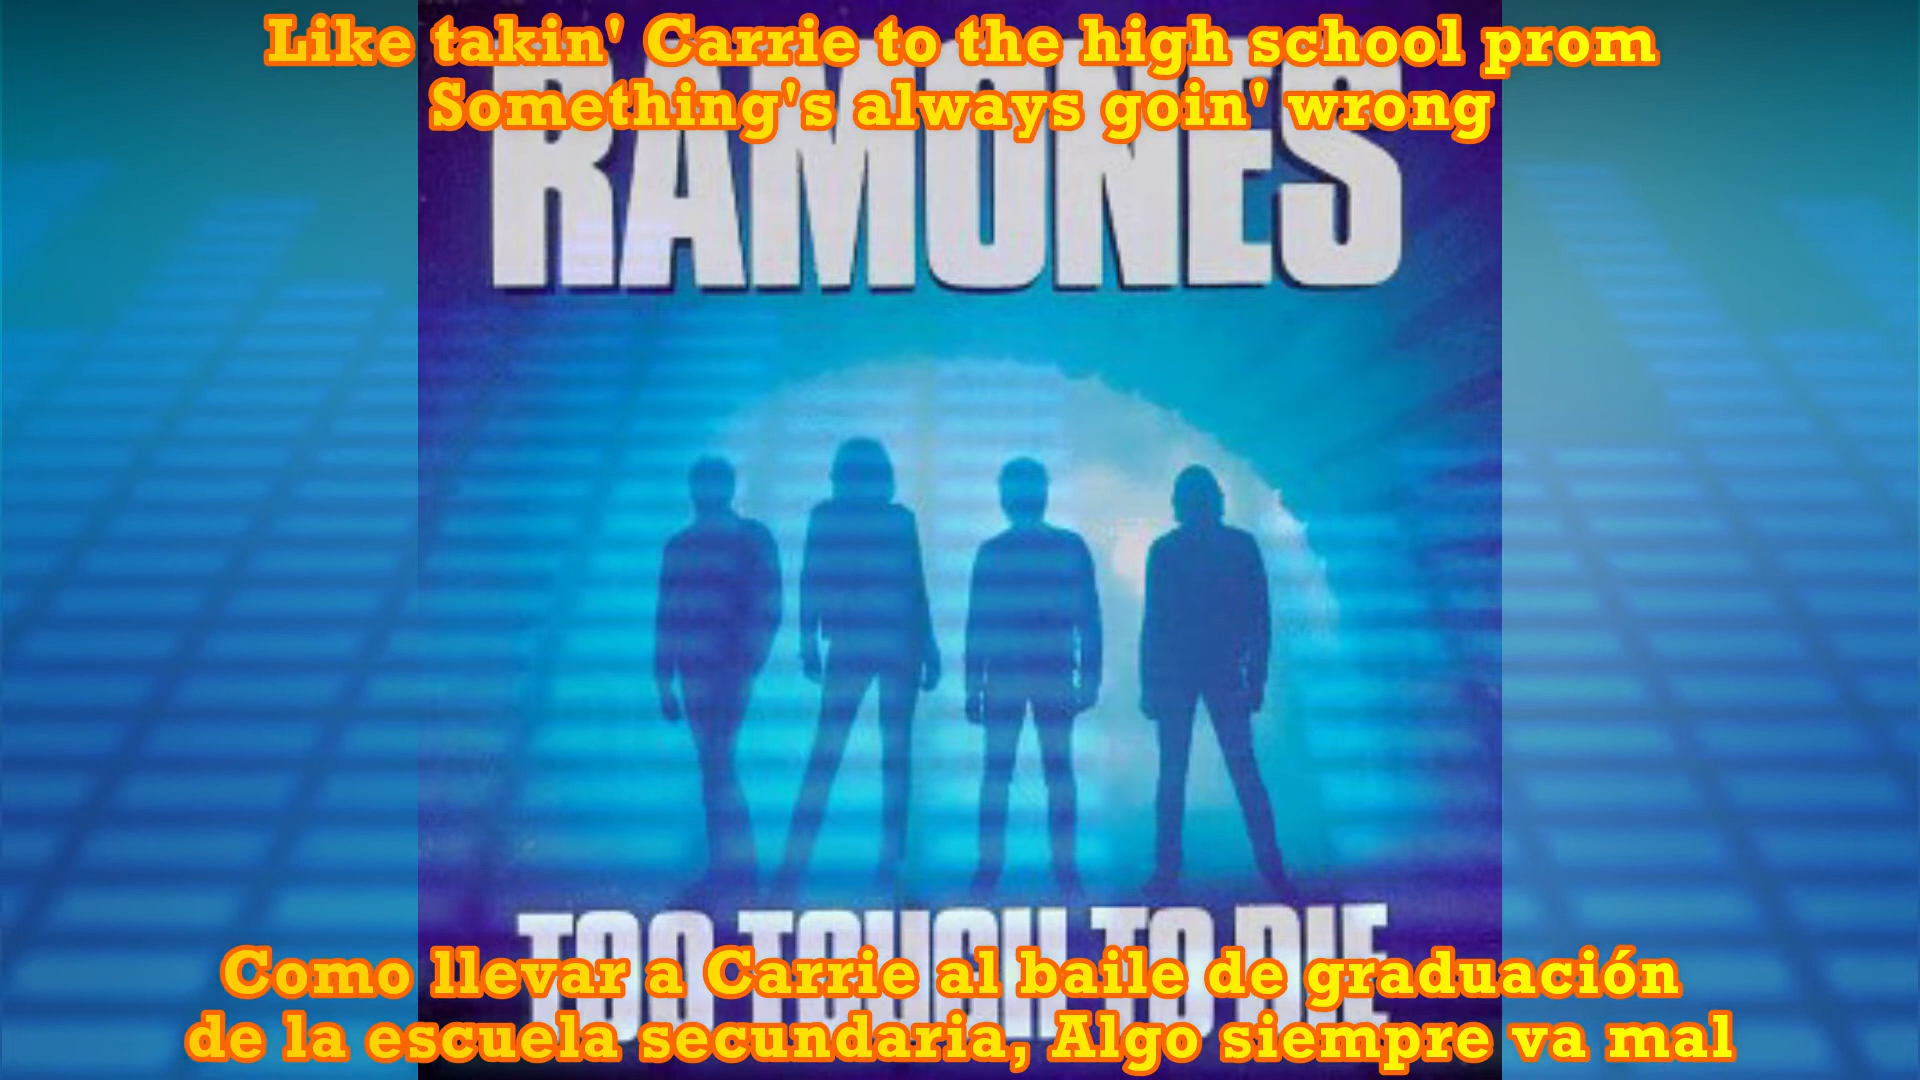 Like takin' Carrie to the high school prom
Something's always goin' wrong
RAMONES
TOO TOUGH TO DIE
Como llevar a Carrie al baile de graduación
de la escuela secundaria, Algo siempre va mal